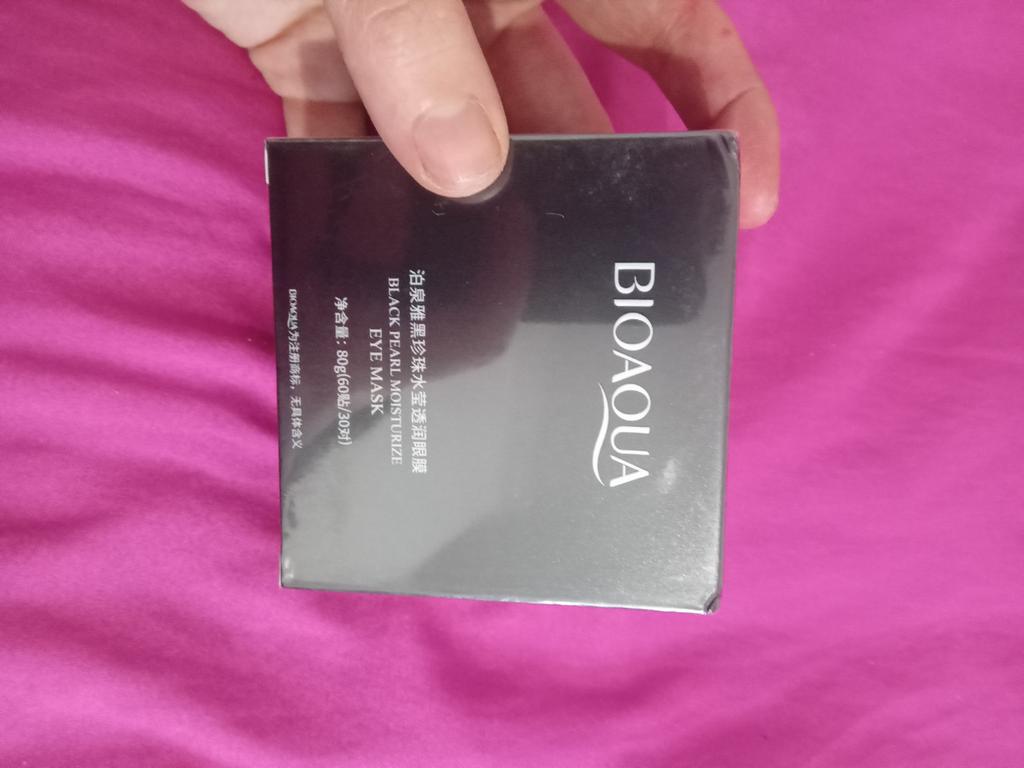 BIOAQUA
泊泉雅黑珍珠水莹透润眼膜
BLACK PEARL MOISTURIZE
EYE MASK
净含量：80g(60贴/30对)
BIOAQUA为注册商标，无具体含义